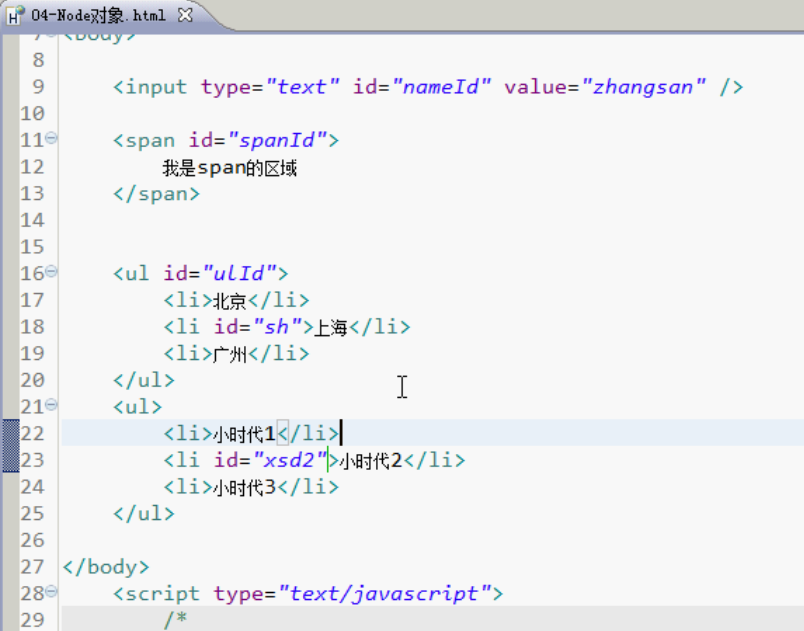 04-Node对象.html
7 <body>
8
9 <input type="text" id="nameId" value="zhangsan" />
10
11 <span id="spanId">
12 我是span的区域
13 </span>
14
15
16 <ul id="ulId">
17 <li>北京</li>
18 <li id="sh">上海</li>
19 <li>广州</li>
20 </ul>
21 <ul>
22 <li>小时代1</li>
23 <li id="xsd2">小时代2</li>
24 <li>小时代3</li>
25 </ul>
26
27 </body>
28 <script type="text/javascript">
29 /*